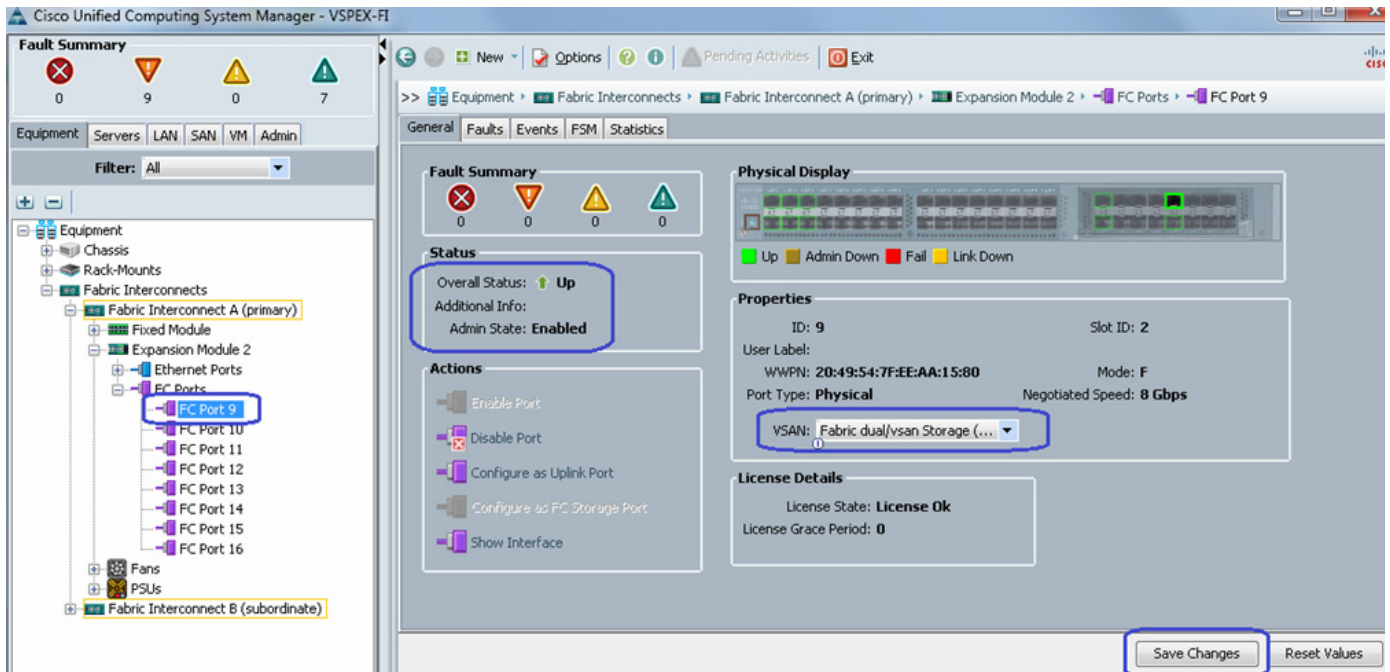 Cisco Unified Computing System Manager - VSPEX-FI
Fault Summary
0 9 0 7
Equipment Servers LAN SAN VM Admin
Filter: All
Equipment
Chassis
Rack-Mounts
Fabric Interconnects
Fabric Interconnect A (primary)
Fixed Module
Expansion Module 2
Ethernet Ports
FC Ports
FC Port 9
FC Port 10
FC Port 11
FC Port 12
FC Port 13
FC Port 14
FC Port 15
FC Port 16
Fans
PSUs
Fabric Interconnect B (subordinate)
New Options Pending Activities Exit
>> Equipment Fabric Interconnects Fabric Interconnect A (primary) Expansion Module 2 FC Ports FC Port 9
General Faults Events FSM Statistics
Fault Summary
0 0 0 0
Status
Overall Status: Up
Additional Info:
Admin State: Enabled
Actions
Enable Port
Disable Port
Configure as Uplink Port
Configure as FC Storage Port
Show Interface
Physical Display
Up Admin Down Fail Link Down
Properties
ID: 9 Slot ID: 2
User Label:
WWPN: 20:49:54:7F:EE:AA:15:80 Mode: F
Port Type: Physical Negotiated Speed: 8 Gbps
VSAN: Fabric dual/vsan Storage (...
License Details
License State: License Ok
License Grace Period: 0
Save Changes Reset Values